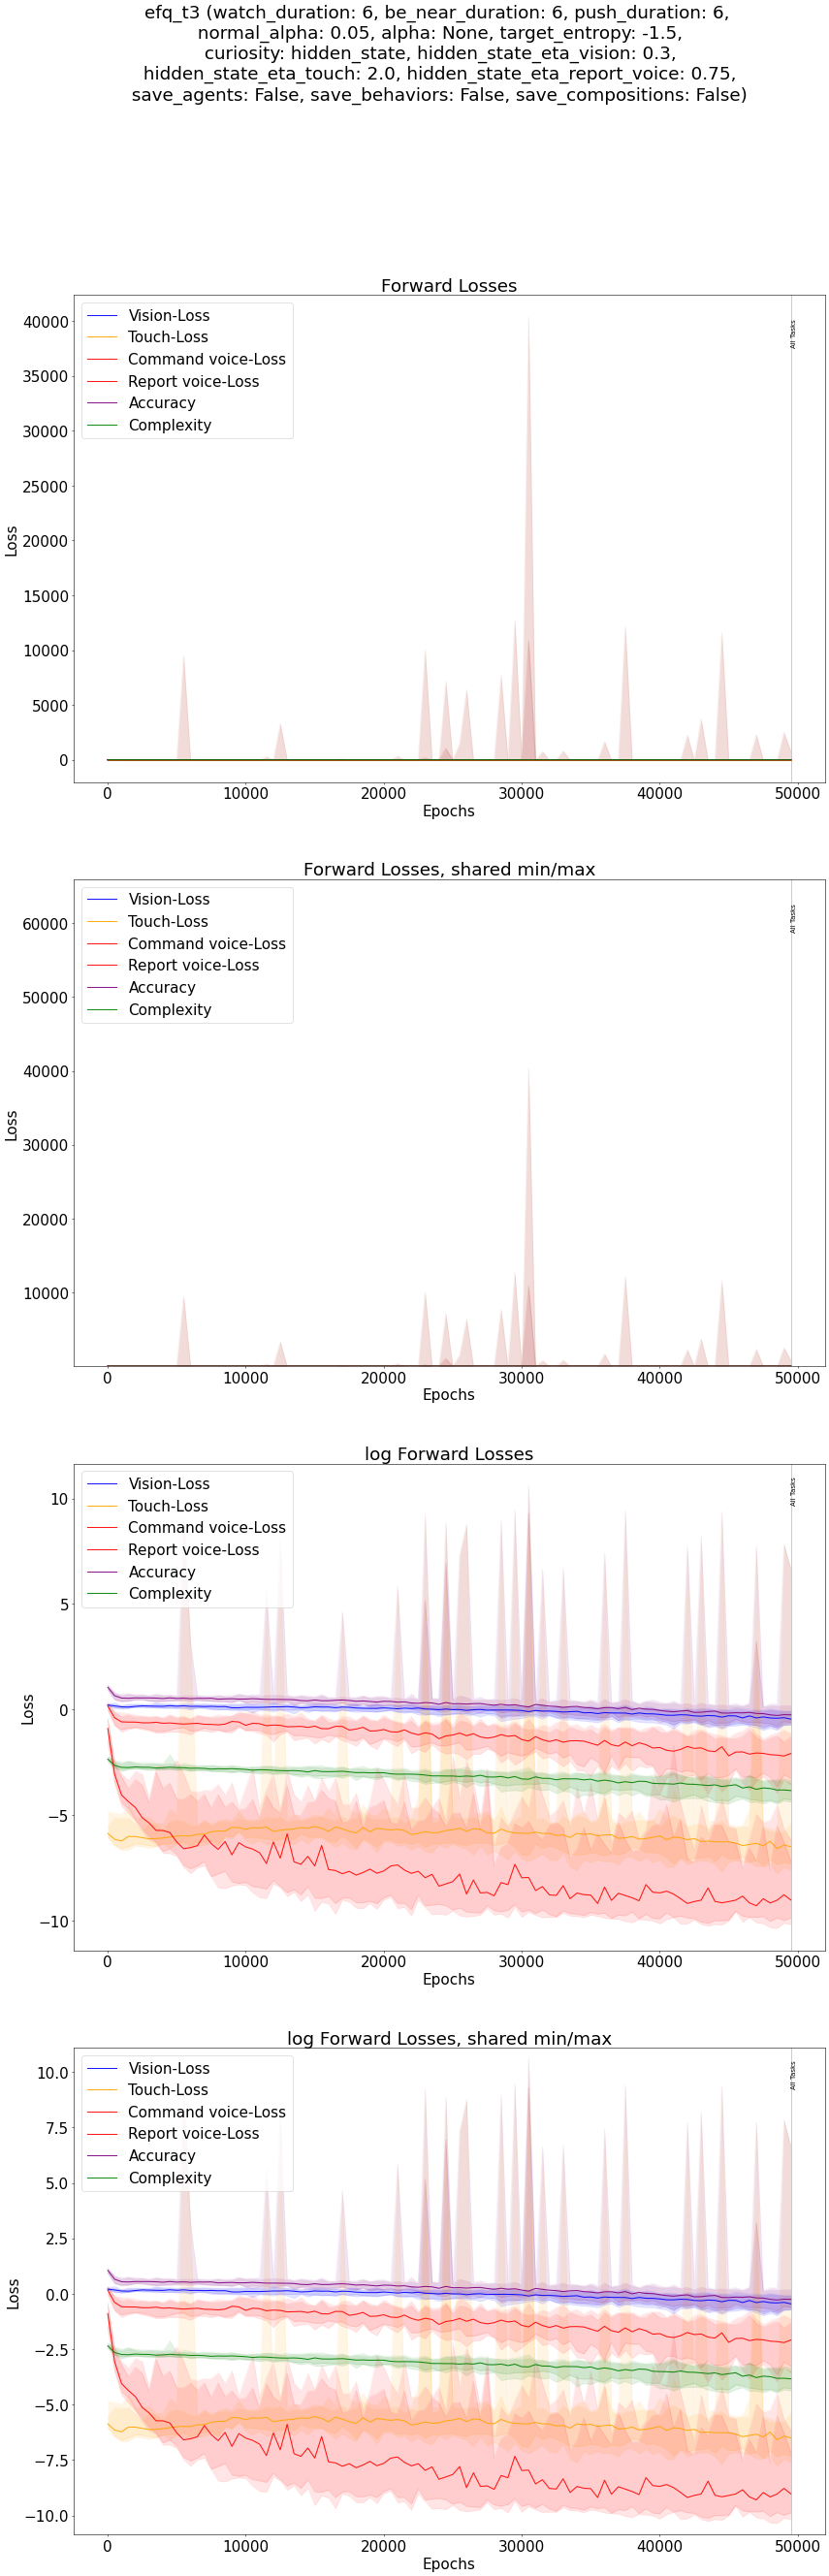 efq_t3 (watch_duration: 6, be_near_duration: 6, push_duration: 6,
normal_alpha: 0.05, alpha: None, target_entropy: -1.5,
curiosity: hidden_state, hidden_state_eta_vision: 0.3,
hidden_state_eta_touch: 2.0, hidden_state_eta_report_voice: 0.75,
save_agents: False, save_behaviors: False, save_compositions: False)
Forward Losses
Vision-Loss
Touch-Loss
Command voice-Loss
Report voice-Loss
Accuracy
Complexity
All Tasks
40000
35000
30000
25000
20000
15000
10000
5000
0
Loss
0 10000 20000 30000 40000 50000
Epochs
Forward Losses, shared min/max
Vision-Loss
Touch-Loss
Command voice-Loss
Report voice-Loss
Accuracy
Complexity
All Tasks
60000
50000
40000
30000
20000
10000
Loss
0 10000 20000 30000 40000 50000
Epochs
log Forward Losses
Vision-Loss
Touch-Loss
Command voice-Loss
Report voice-Loss
Accuracy
Complexity
All Tasks
10
5
0
−5
−10
Loss
0 10000 20000 30000 40000 50000
Epochs
log Forward Losses, shared min/max
Vision-Loss
Touch-Loss
Command voice-Loss
Report voice-Loss
Accuracy
Complexity
All Tasks
10.0
7.5
5.0
2.5
0.0
−2.5
−5.0
−7.5
−10.0
Loss
0 10000 20000 30000 40000 50000
Epochs